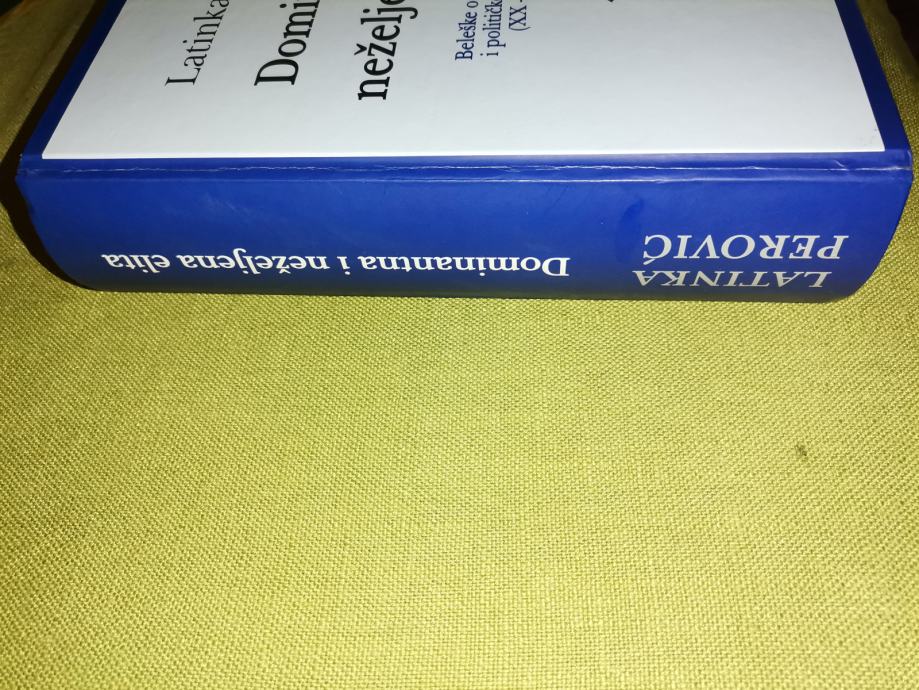 Latinka
Domi
neželje
Beleške o
i političk
(XX -
LATINKA
PEROVIĆ
Dominantna i neželjena elita